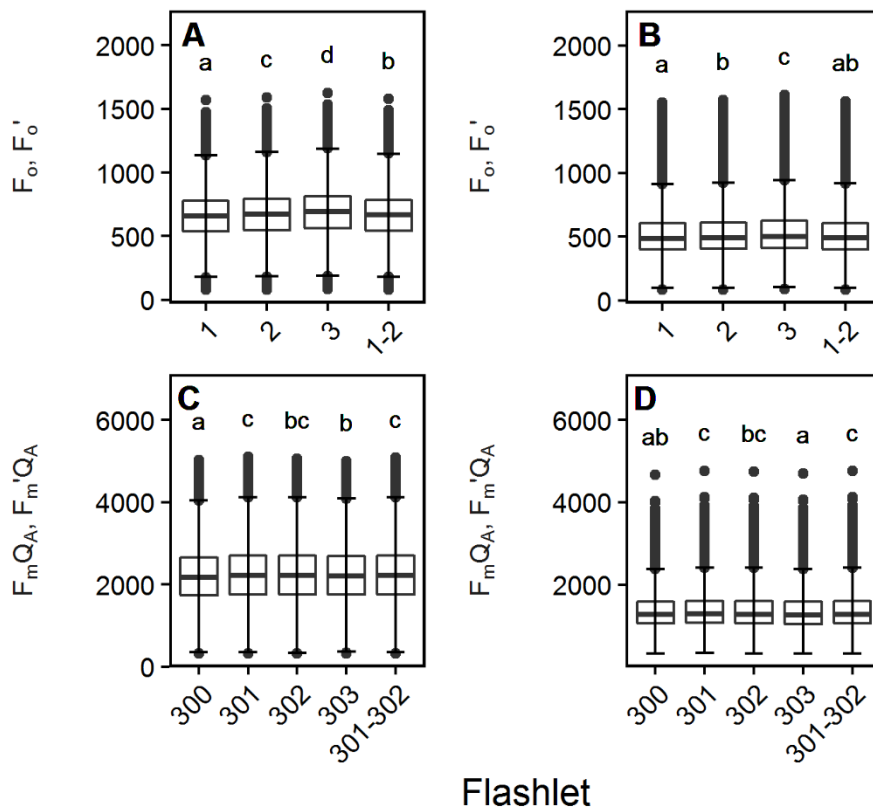 A
B
2000
1500
1000
500
0
Fo, Fo'
a c d b
1 2 3 1-2
2000
1500
1000
500
0
Fo, Fo'
a b c ab
1 2 3 1-2
C
D
6000
4000
2000
0
FmQA, Fm'QA
a c bc b c
300 301 302 303 301-302
6000
4000
2000
FmQA, Fm'QA
ab c bc a c
300 301 302 303 301-302
Flashlet